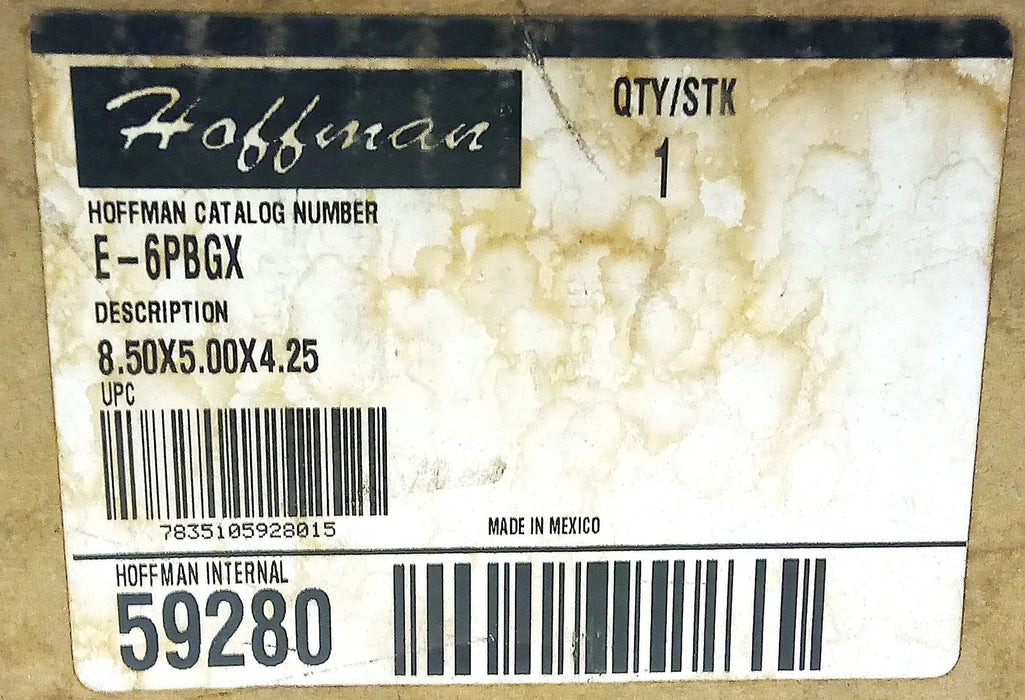 Hoffman
QTY/STK
1
HOFFMAN CATALOG NUMBER
E-6PBGX
DESCRIPTION
8.50X5.00X4.25
UPC
7835105928015
MADE IN MEXICO
HOFFMAN INTERNAL
59280